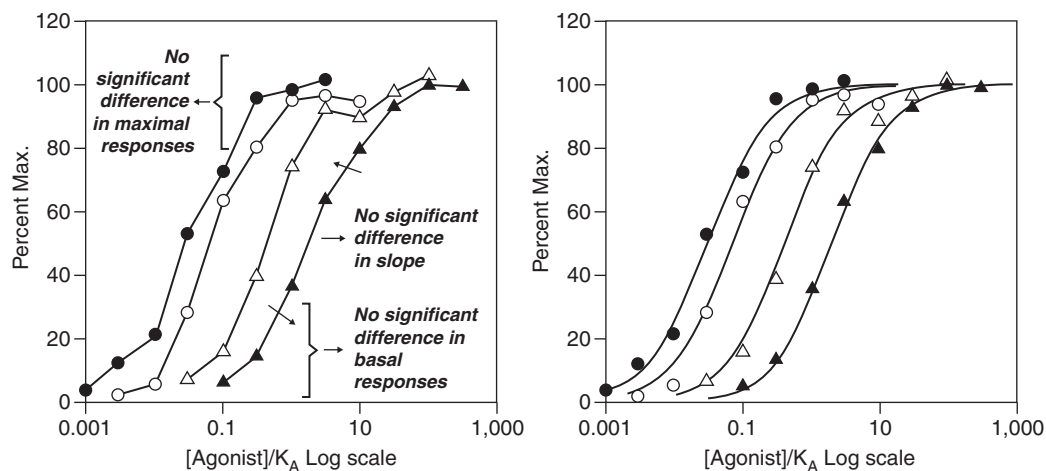 120
100
80
60
40
20
0
Percent Max.
No
significant
difference
in maximal
responses
No significant
difference
in slope
No significant
difference in
basal
responses
0.001
0.1
10
1,000
[Agonist]/K_A Log scale
120
100
80
60
40
20
0
Percent Max.
0.001
0.1
10
1,000
[Agonist]/K_A Log scale